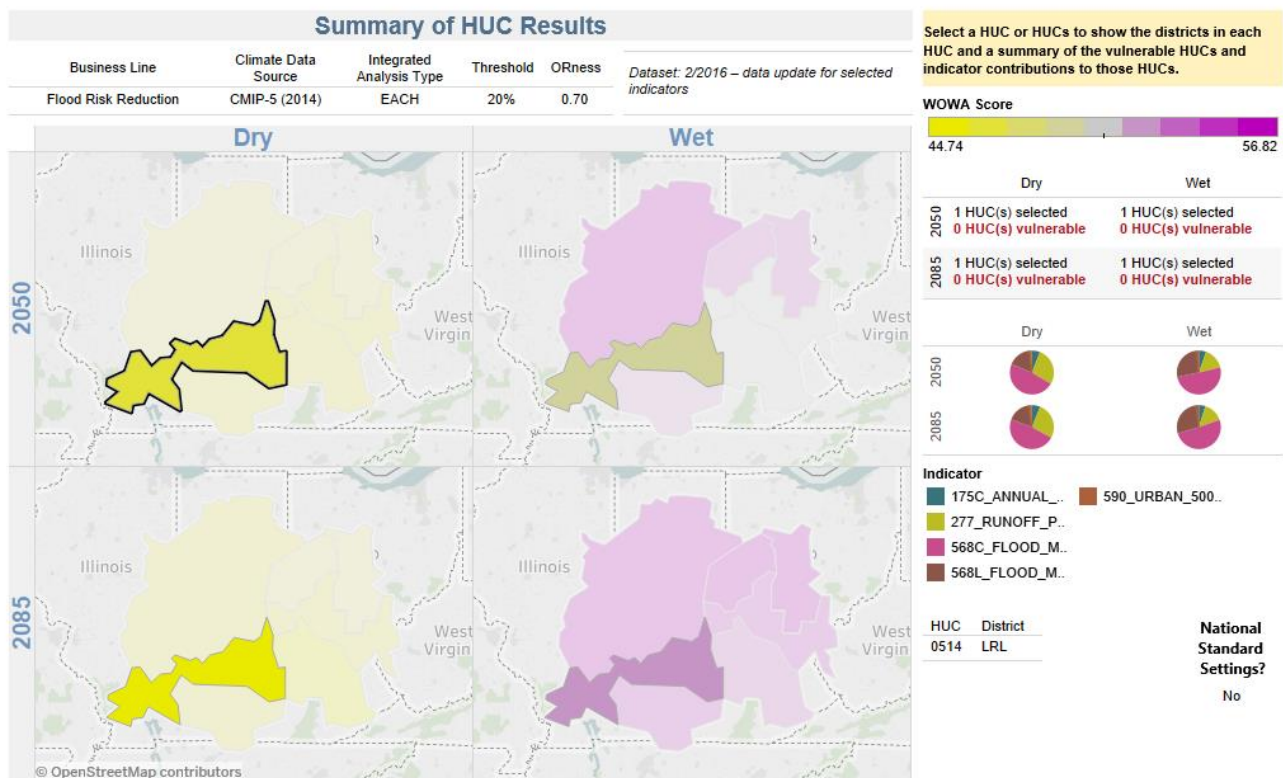 Summary of HUC Results
Business Line
Climate Data
Source
Integrated
Analysis Type
Threshold
ORness
Flood Risk Reduction
CMIP-5 (2014)
EACH
20%
0.70
Dataset: 2/2016 – data update for selected
indicators
Dry
Wet
2050
Illinois
West
Virgin
Illinois
West
Virgin
2085
Illinois
West
Virgin
Illinois
West
Virgin
© OpenStreetMap contributors
Select a HUC or HUCs to show the districts in each
HUC and a summary of the vulnerable HUCs and
indicator contributions to those HUCs.
WOWA Score
44.74
56.82
Dry
Wet
2050
1 HUC(s) selected
0 HUC(s) vulnerable
1 HUC(s) selected
0 HUC(s) vulnerable
2085
1 HUC(s) selected
0 HUC(s) vulnerable
1 HUC(s) selected
0 HUC(s) vulnerable
Dry
Wet
2050
2085
Indicator
175C_ANNUAL_..
590_URBAN_500..
277_RUNOFF_P..
568C_FLOOD_M..
568L_FLOOD_M..
HUC District
0514 LRL
National
Standard
Settings?
No